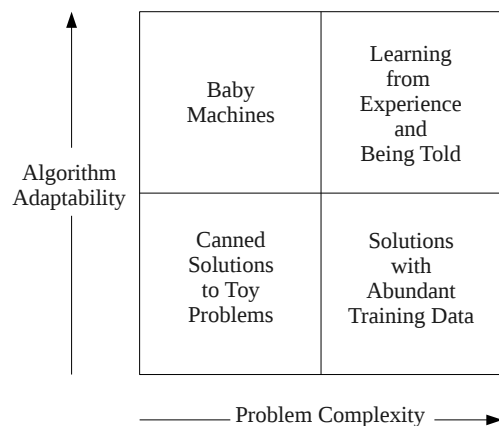 Baby
Machines
Learning
from
Experience
and
Being Told
Algorithm
Adaptability
Canned
Solutions
to Toy
Problems
Solutions
with
Abundant
Training Data
Problem Complexity